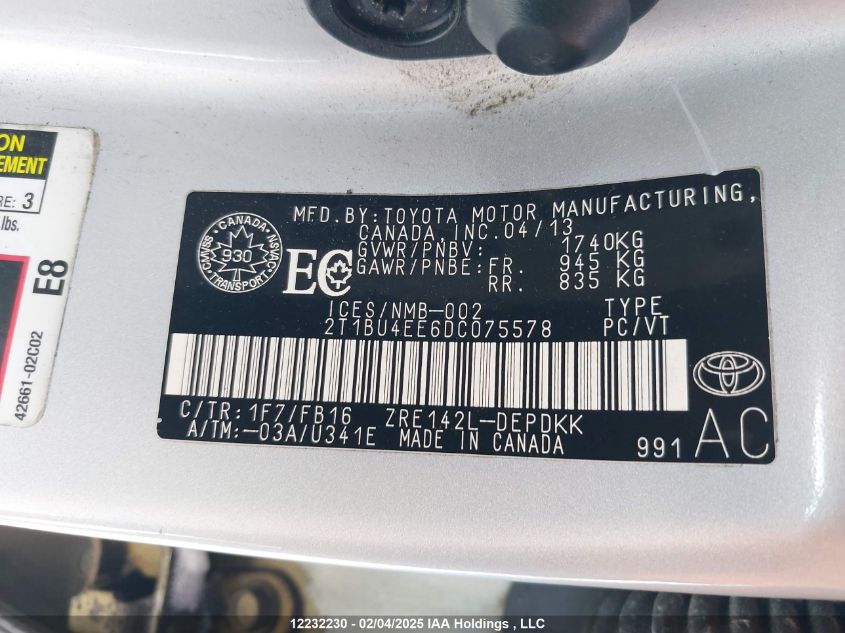 ON
EMENT
RE: 3
lbs.
E8
42661-02C02
MFD.BY:TOYOTA MOTOR MANUFACTURING,
CANADA, INC.04/13
GVWR/PNBV: 1740KG
GAWR/PNBE:FR. 945 KG
RR. 835 KG
CANADA
CMVSS NSVAC
930
TRANSPORT
EC
ICES/NMB-002 TYPE
2T1BU4EE6DC075578 PC/VT
C/TR:1F7/FB16 ZRE142L-DEPDKK
A/TM:-03A/U341E MADE IN CANADA
991 AC
12232230 - 02/04/2025 IAA Holdings , LLC